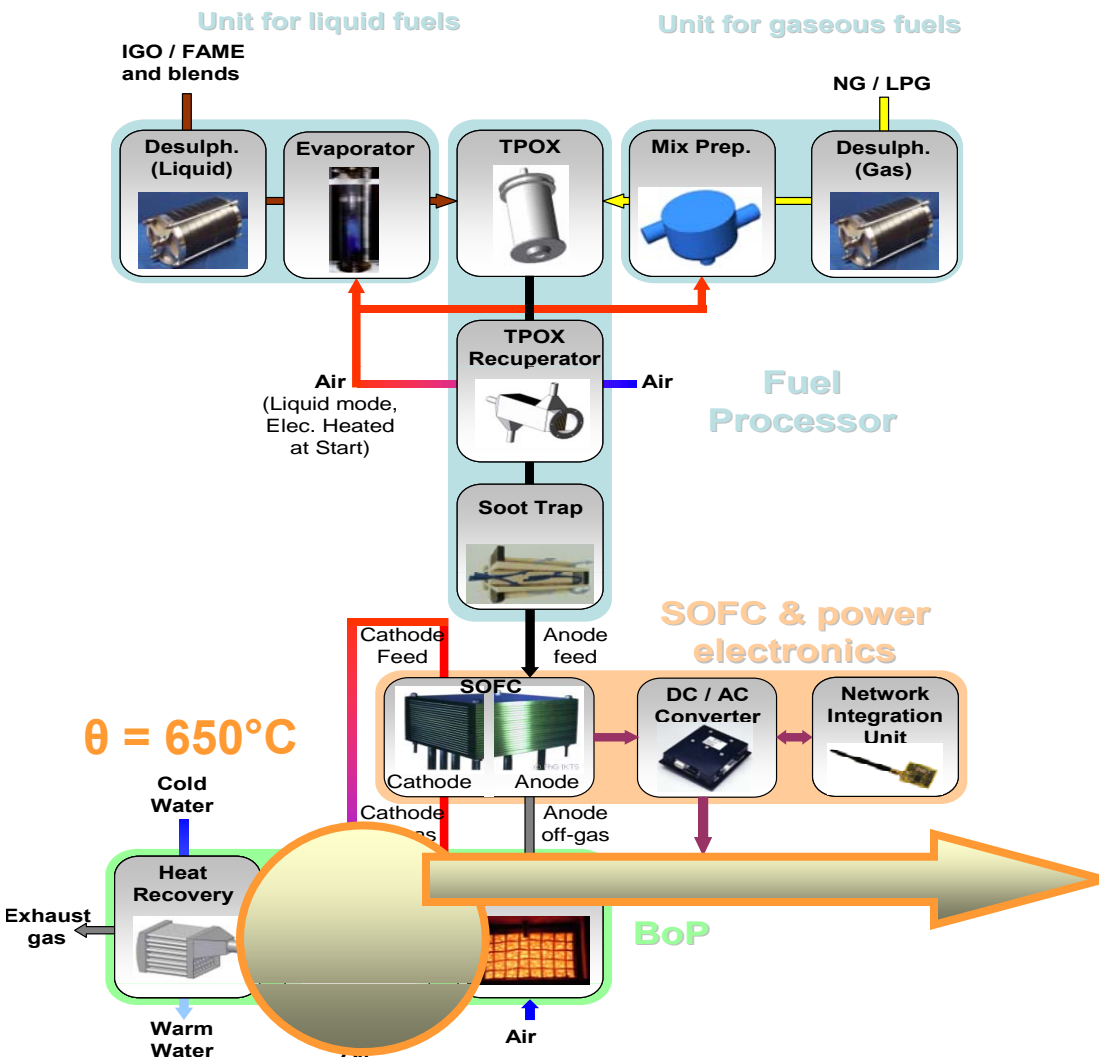 Unit for liquid fuels
Unit for gaseous fuels
IGO / FAME
and blends
NG / LPG
Desulph.
(Liquid)
Evaporator
TPOX
Mix Prep.
Desulph.
(Gas)
TPOX
Recuperator
Air
(Liquid mode,
Elec. Heated
at Start)
Air
Fuel
Processor
Soot Trap
SOFC & power
electronics
Cathode
Feed
Anode
feed
SOFC
DC / AC
Converter
Network
Integration
Unit
© FhG IKTS
Cathode
Anode
θ = 650°C
Cold
Water
Cathode
Anode
off-gas
Heat
Recovery
Exhaust
gas
BoP
Warm
Water
Air